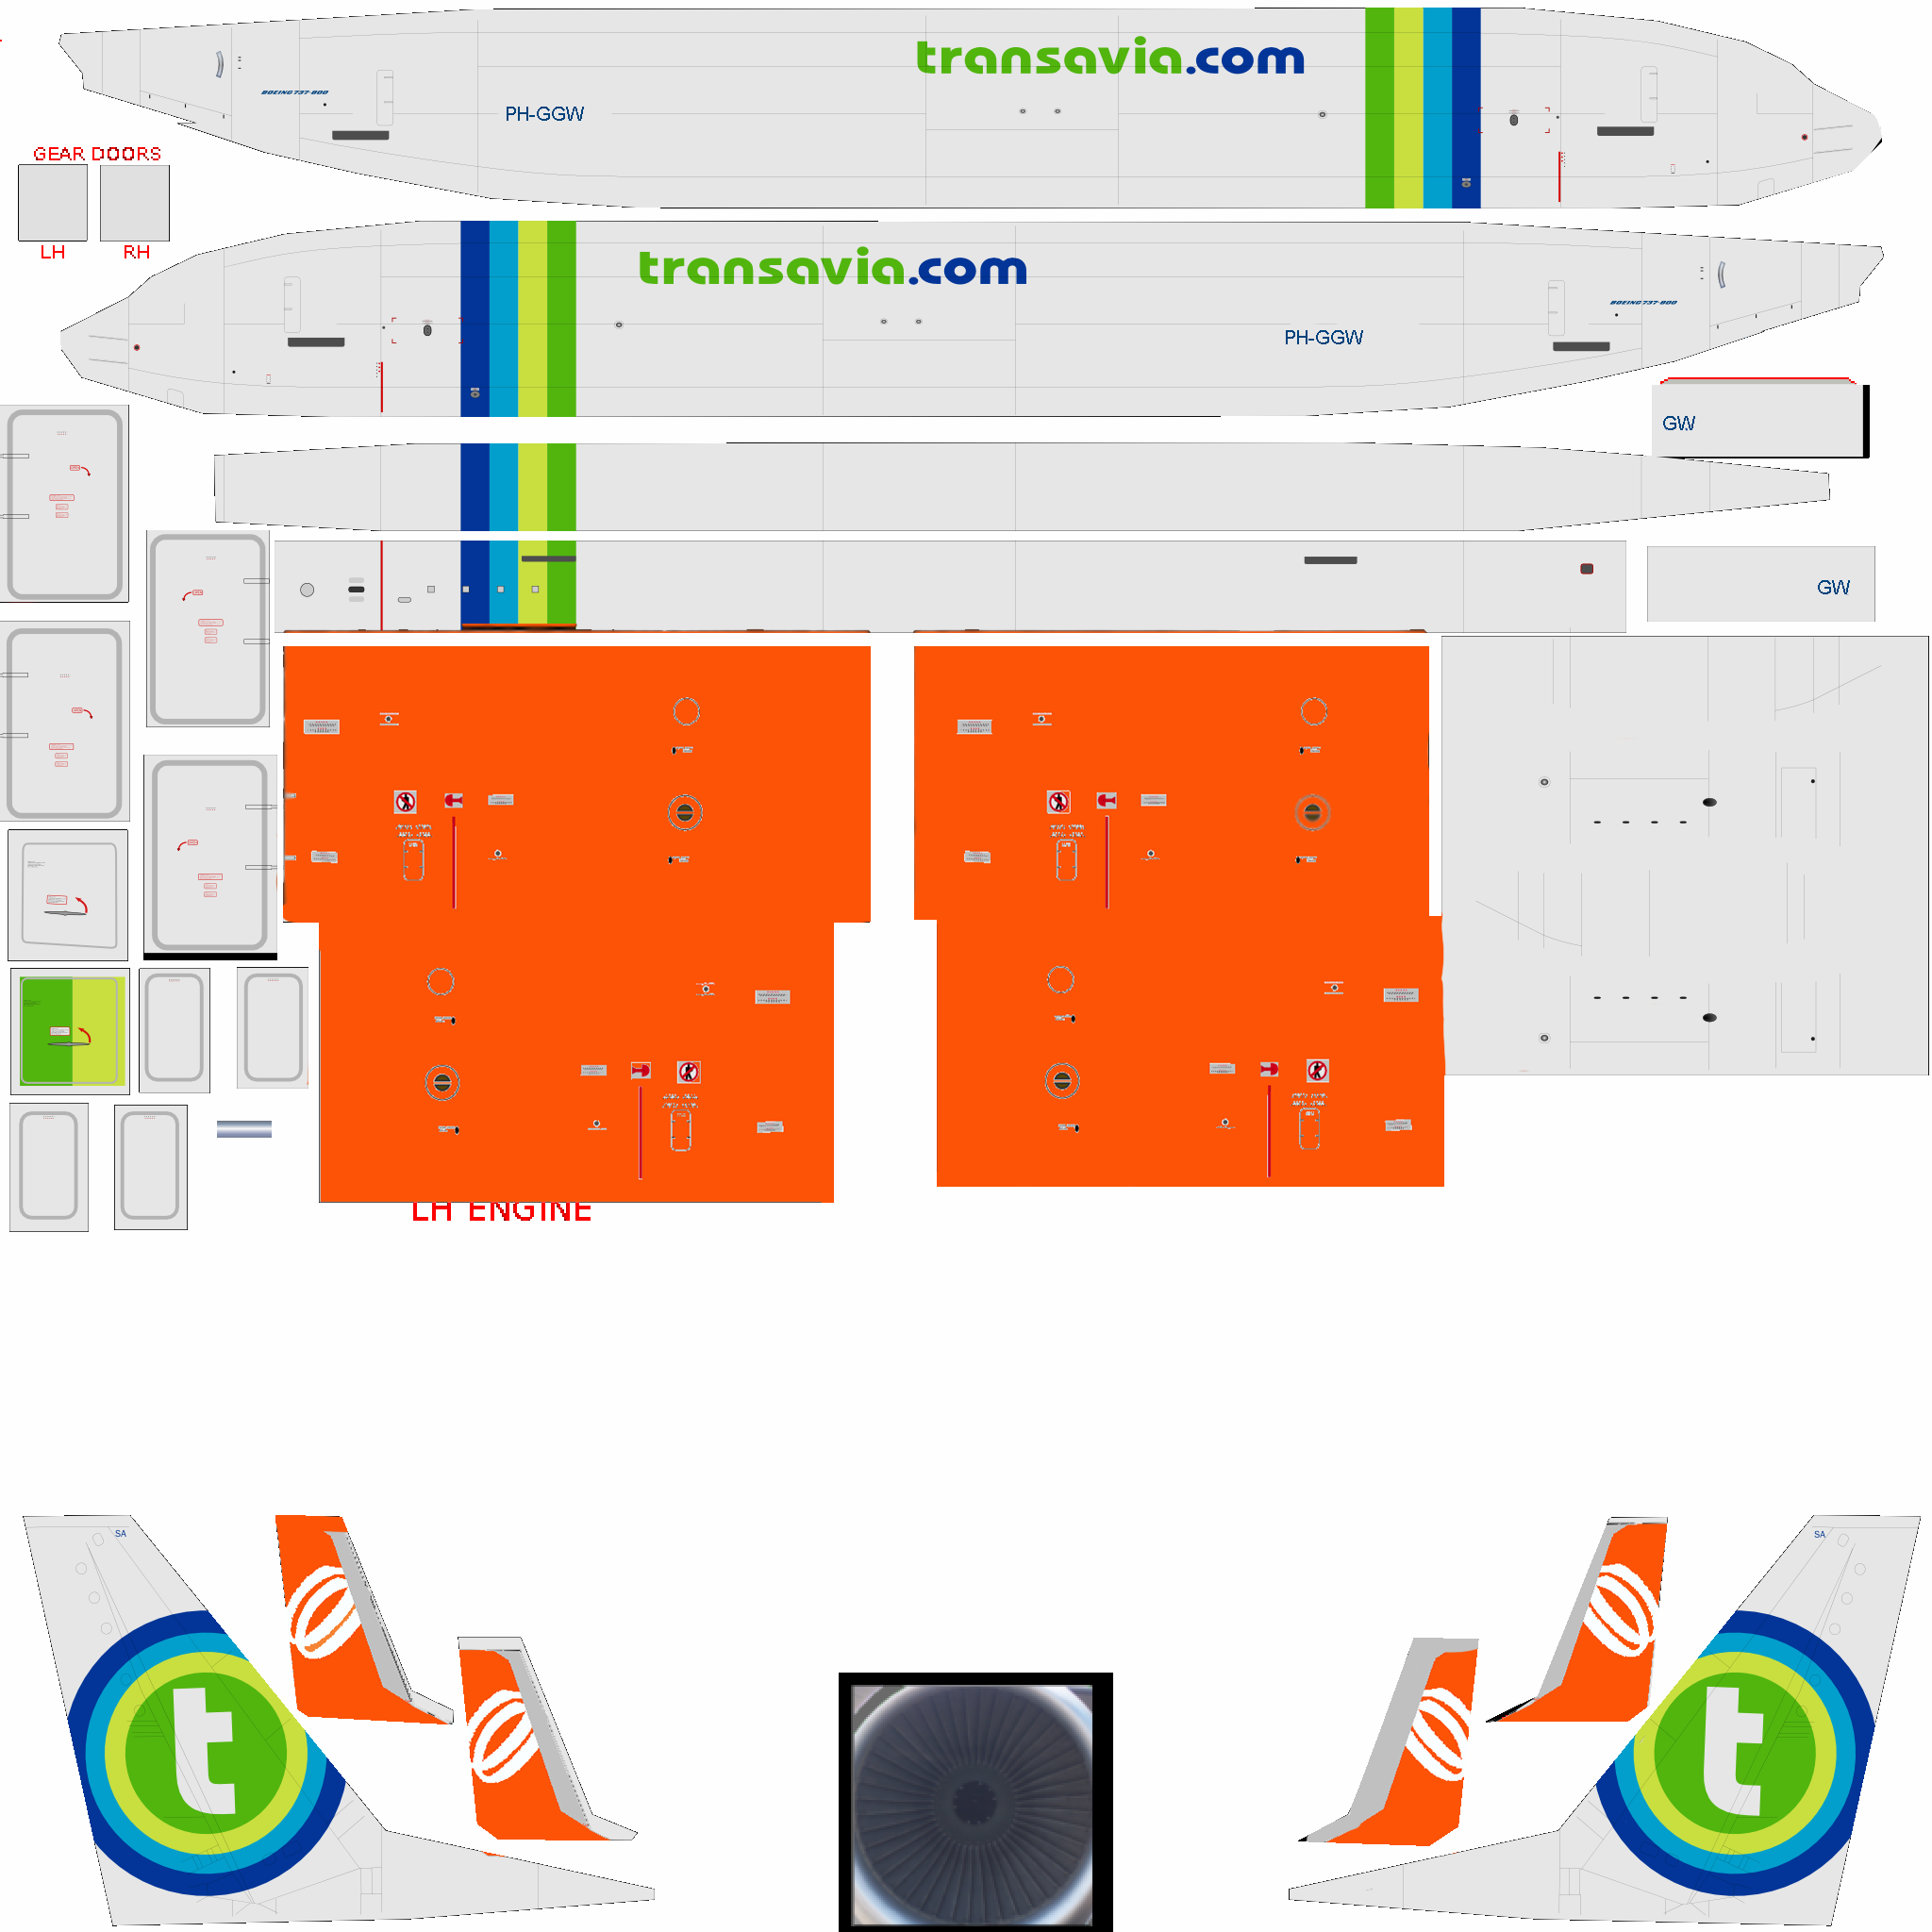 transavia.com
BOEING 737-800
PH-GGW
GEAR DOORS
LH
RH
transavia.com
BOEING 737-800
PH-GGW
GW
GW
LH ENGINE
SA
SA
t
t